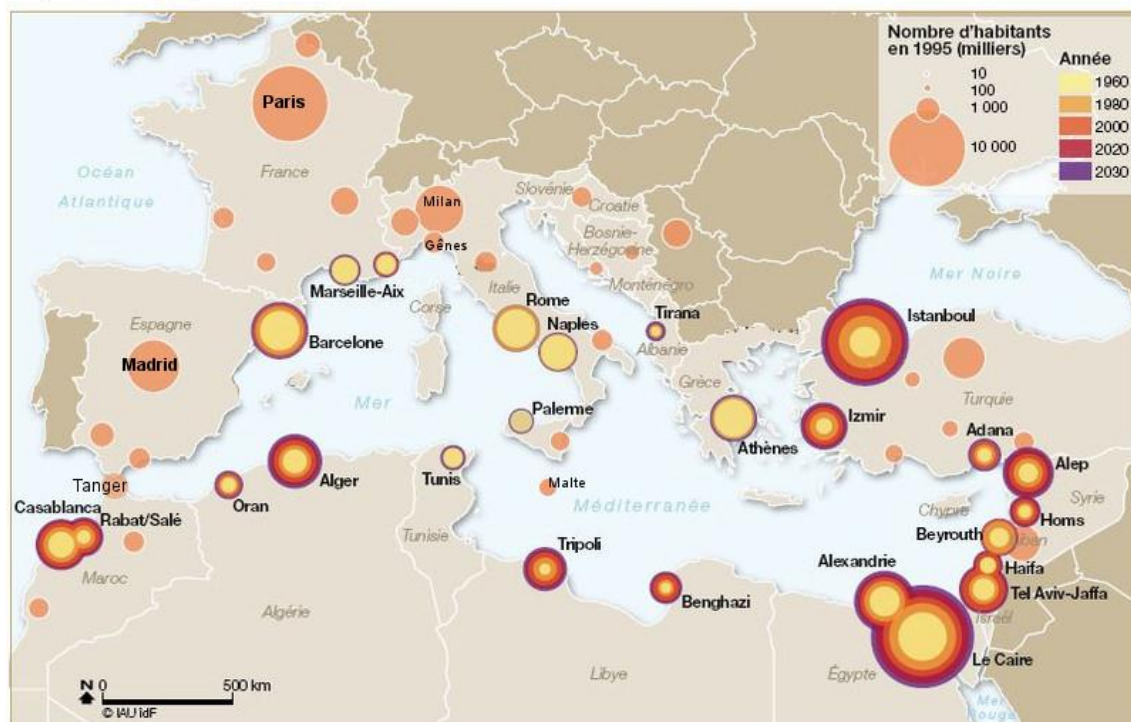 Nombre d'habitants
en 1995 (milliers)
10
100
1 000
10 000
Année
1960
1980
2000
2020
2030
Paris
France
Océan
Atlantique
Milan
Gênes
Slovénie
Croatie
Bosnie-
Herzégovine
Monténégro
Mer Noire
Marseille-Aix
Corse
Italie
Rome
Naples
Tirana
Albanie
Istanboul
Espagne
Barcelone
Madrid
Mer
Grèce
Turquie
Palerme
Athènes
Izmir
Adana
Alep
Alger
Tunis
Malte
Tanger
Oran
Méditerranée
Chypre
Syrie
Homs
Casablanca
Rabat/Salé
Tunisie
Beyrouth
Liban
Tripoli
Alexandrie
Haïfa
Maroc
Benghazi
Tel Aviv-Jaffa
Israël
Algérie
Libye
Égypte
Le Caire
N
0
500 km
© IAU îdF
Mer
Rouge